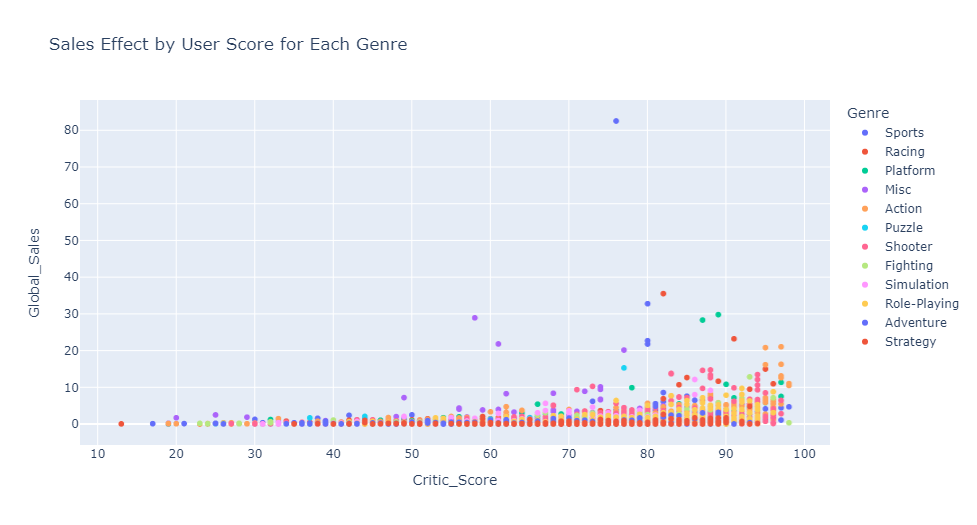 Sales Effect by User Score for Each Genre
Genre
Sports
Racing
Platform
Misc
Action
Puzzle
Shooter
Fighting
Simulation
Role-Playing
Adventure
Strategy
Global_Sales
80
70
60
50
40
30
20
10
0
10 20 30 40 50 60 70 80 90 100
Critic_Score